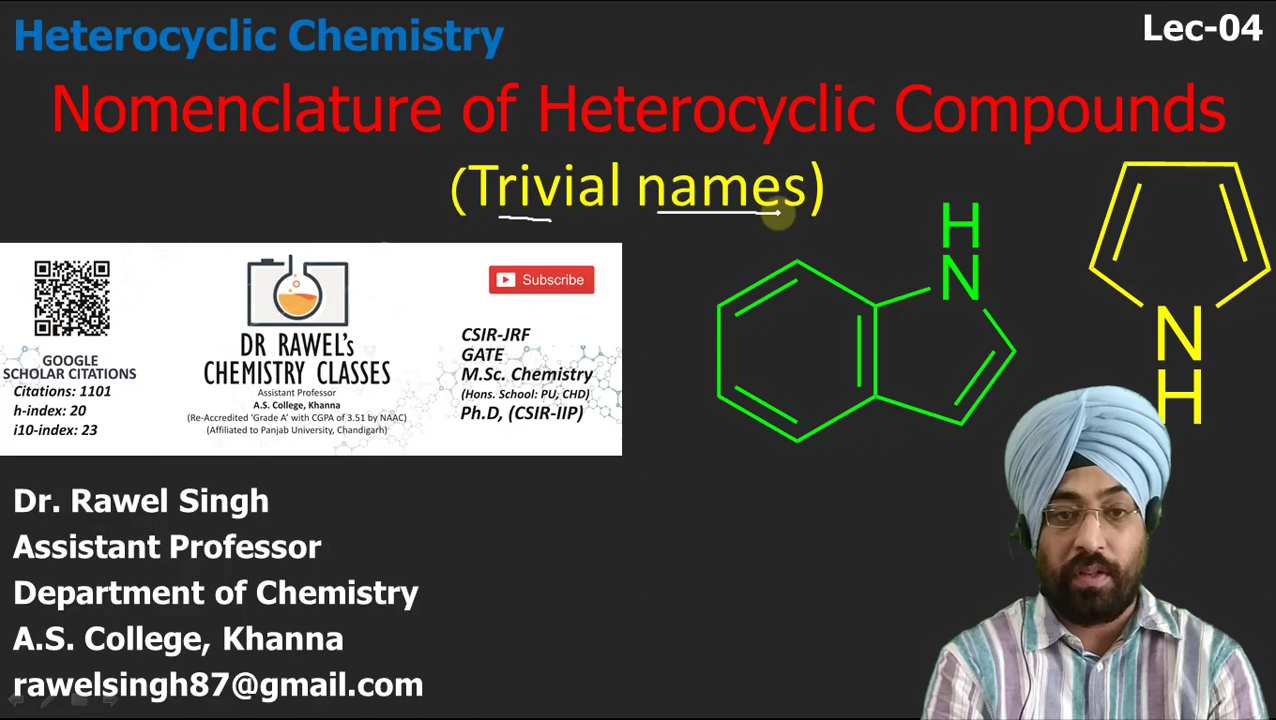 Heterocyclic Chemistry
Lec-04
Nomenclature of Heterocyclic Compounds
(Trivial names)
H
N
N
H
GOOGLE
SCHOLAR CITATIONS
Citations: 1101
h-index: 20
i10-index: 23
DR RAWEL's
CHEMISTRY CLASSES
Assistant Professor
A.S. College, Khanna
(Re-Accredited 'Grade A' with CGPA of 3.51 by NAAC)
(Affiliated to Panjab University, Chandigarh)
Subscribe
CSIR-JRF
GATE
M.Sc. Chemistry
(Hons. School: PU, CHD)
Ph.D, (CSIR-IIP)
Dr. Rawel Singh
Assistant Professor
Department of Chemistry
A.S. College, Khanna
rawelsingh87@gmail.com